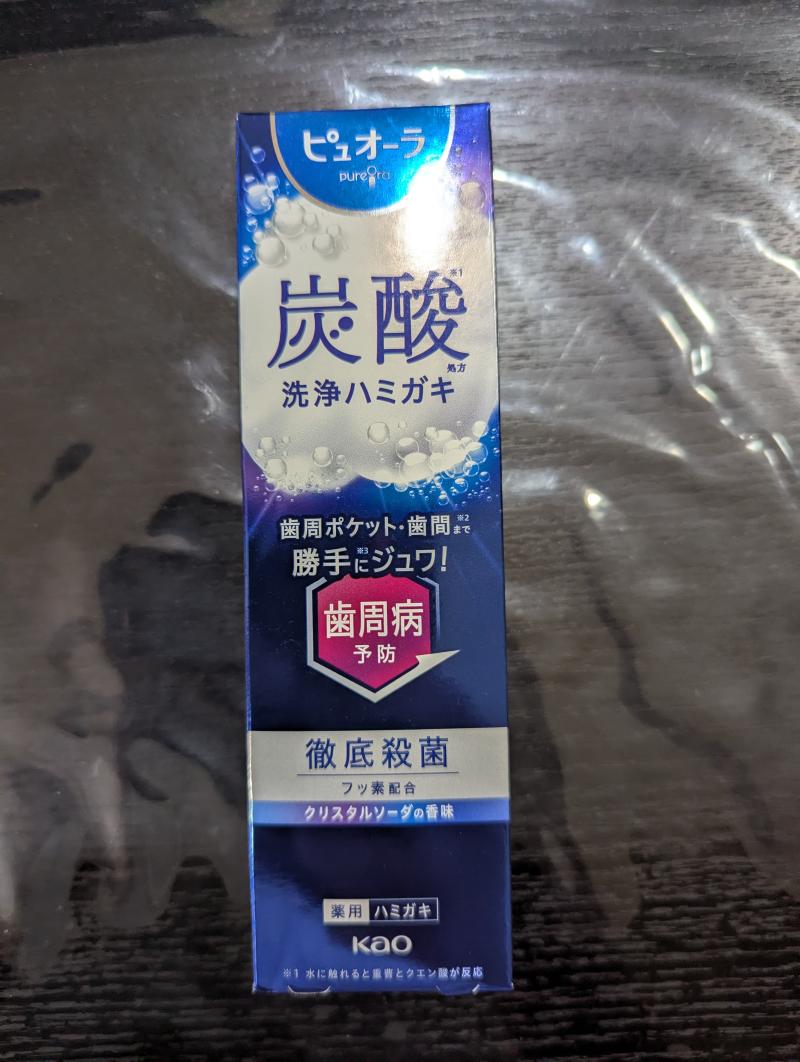 ピュオーラ
pureora
炭酸※1
処方
洗浄ハミガキ
歯周ポケット・歯間※2まで
勝手※3にジュワ!
歯周病
予防
徹底殺菌
フッ素配合
クリスタルソーダの香味
薬用 ハミガキ
Kao
※1 水に触れると重曹とクエン酸が反応